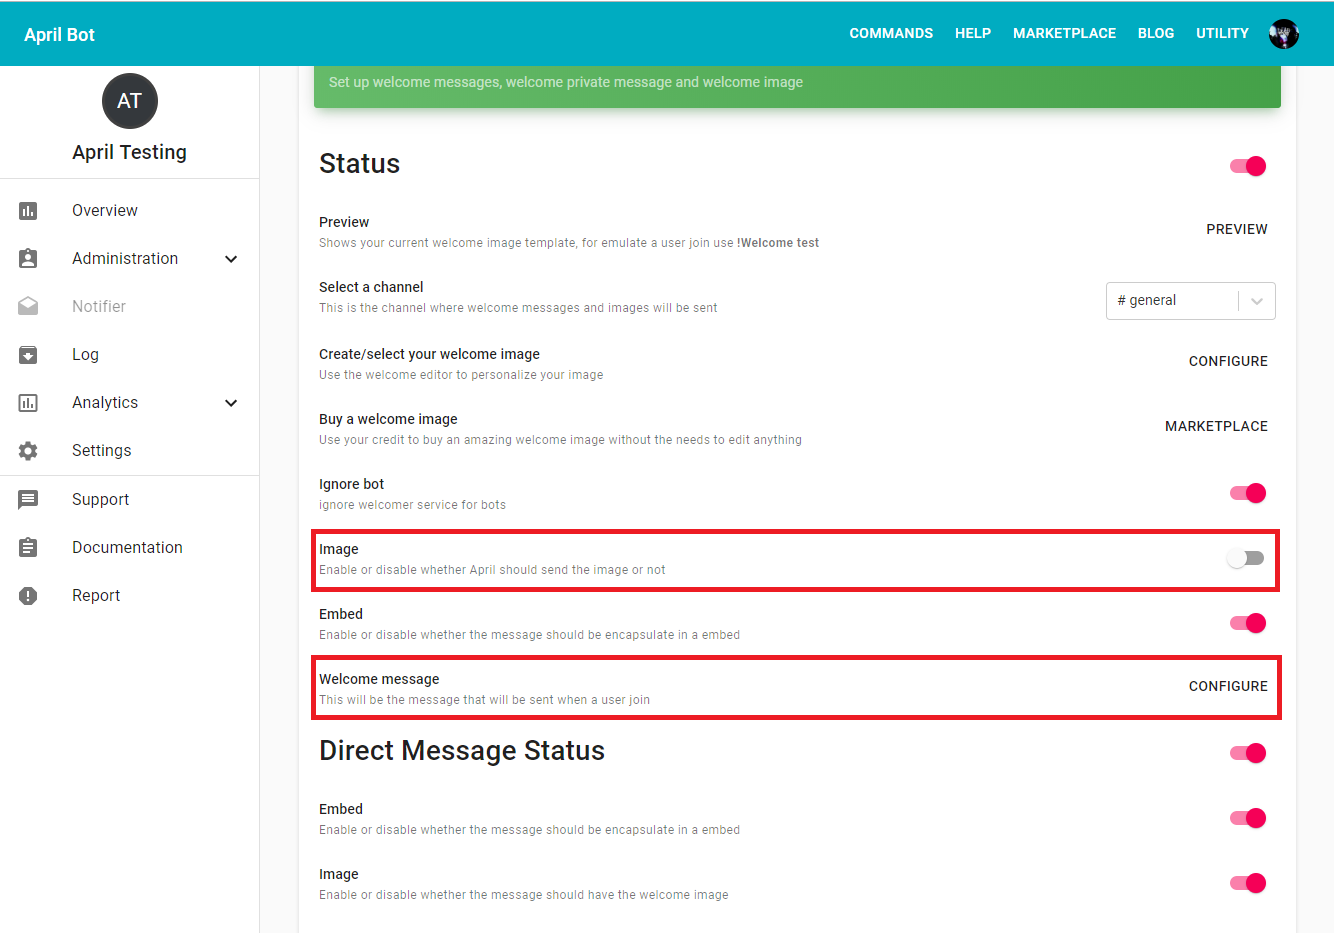 April Bot
COMMANDS HELP MARKETPLACE BLOG UTILITY
AT
April Testing
Overview
Administration
Notifier
Log
Analytics
Settings
Support
Documentation
Report
Set up welcome messages, welcome private message and welcome image
Status
Preview
Shows your current welcome image template, for emulate a user join use !Welcome test
PREVIEW
Select a channel
This is the channel where welcome messages and images will be sent
# general
Create/select your welcome image
Use the welcome editor to personalize your image
CONFIGURE
Buy a welcome image
Use your credit to buy an amazing welcome image without the needs to edit anything
MARKETPLACE
Ignore bot
ignore welcomer service for bots
Image
Enable or disable whether April should send the image or not
Embed
Enable or disable whether the message should be encapsulate in a embed
Welcome message
This will be the message that will be sent when a user join
CONFIGURE
Direct Message Status
Embed
Enable or disable whether the message should be encapsulate in a embed
Image
Enable or disable whether the message should have the welcome image